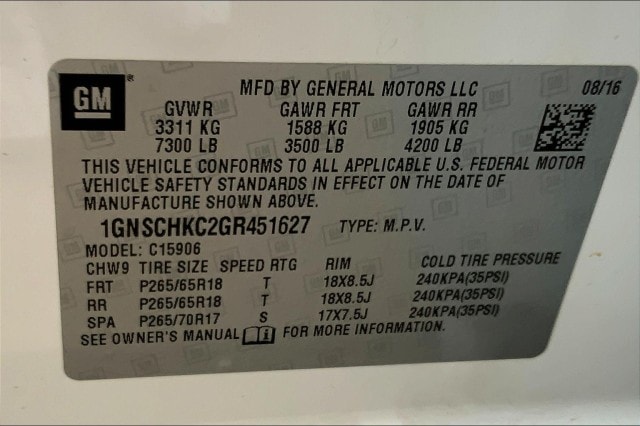 GM ®
MFD BY GENERAL MOTORS LLC 08/16
GVWR GAWR FRT GAWR RR
3311 KG 1588 KG 1905 KG
7300 LB 3500 LB 4200 LB
THIS VEHICLE CONFORMS TO ALL APPLICABLE U.S. FEDERAL MOTOR
VEHICLE SAFETY STANDARDS IN EFFECT ON THE DATE OF
MANUFACTURE SHOWN ABOVE.
1GNSCHKC2GR451627 TYPE: M.P.V.
MODEL: C15906
CHW9 TIRE SIZE SPEED RTG RIM COLD TIRE PRESSURE
FRT P265/65R18 T 18X8.5J 240KPA(35PSI)
RR P265/65R18 T 18X8.5J 240KPA(35PSI)
SPA P265/70R17 S 17X7.5J 240KPA(35PSI)
SEE OWNER'S MANUAL FOR MORE INFORMATION.